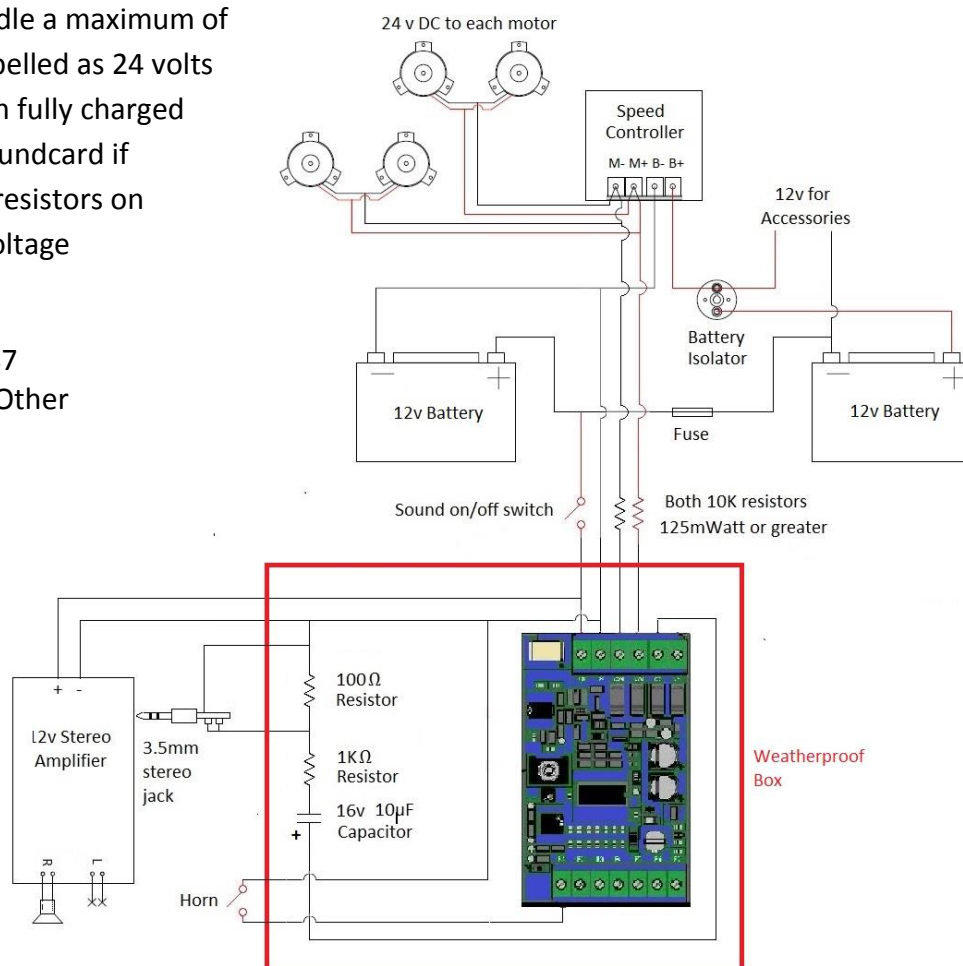 dle a maximum of
pelled as 24 volts
n fully charged
undcard if
resistors on
oltage
7
Other
24 v DC to each motor
Speed
Controller
M- M+ B- B+
12v for
Accessories
Battery
Isolator
12v Battery
12v Battery
Fuse
Sound on/off switch
Both 10K resistors
125mWatt or greater
+ -
12v Stereo
Amplifier
3.5mm
stereo
jack
100Ω
Resistor
1KΩ
Resistor
16v 10µF
Capacitor
+
R L
Horn
Weatherproof
Box